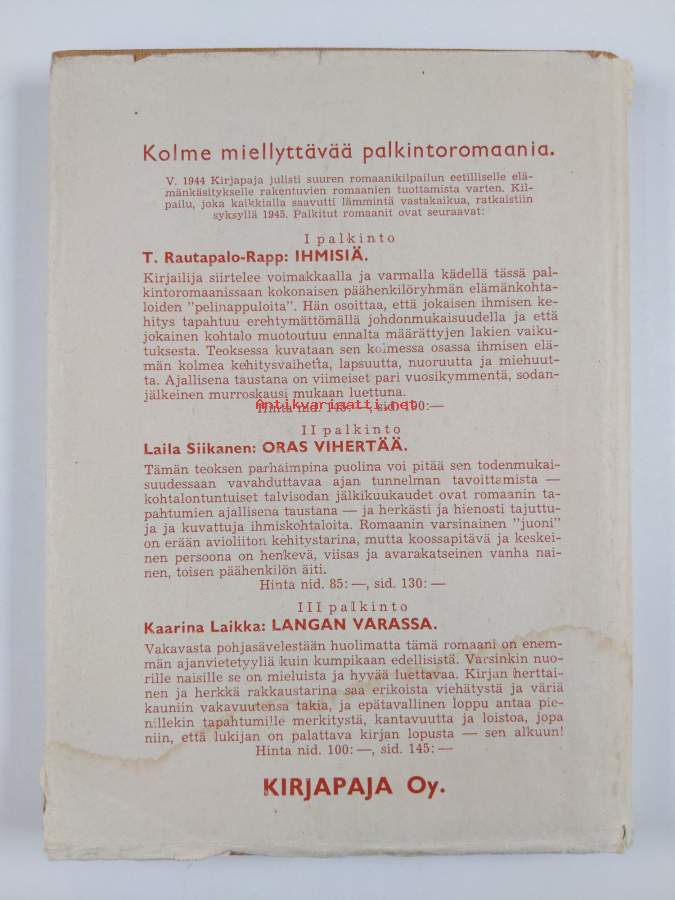 Kolme miellyttävää palkintoromaania.
V. 1944 Kirjapaja julisti suuren romaanikilpailun eetilliselle elä-
mänkäsitykselle rakentuvien romaanien tuottamista varten. Kil-
pailu, joka kaikkialla saavutti lämmintä vastakaikua, ratkaistiin
syksyllä 1945. Palkitut romaanit ovat seuraavat:
I palkinto
T. Rautapalo-Rapp: IHMISIÄ.
Kirjailija siirtelee voimakkaalla ja varmalla kädellä tässä pal-
kintoromaanissaan kokonaisen päähenkilöryhmän elämänkohta-
loiden "pelinappuloita". Hän osoittaa, että jokaisen ihmisen ke-
hitys tapahtuu erehtymättömällä johdonmukaisuudella ja että
jokainen kohtalo muotoutuu ennalta määrättyjen lakien vaiku-
tuksesta. Teoksessa kuvataan sen kolmessa osassa ihmisen elä-
män kolmea kehitysvaihetta, lapsuutta, nuoruutta ja miehuut-
ta. Ajallisena taustana on viimeiset pari vuosikymmentä, sodan-
jälkeinen murroskausi mukaan luettuna.
Hinta nid. 145: —, sid. 190: —
Antikvariaatti.net
II palkinto
Laila Siikanen: ORAS VIHERTÄÄ.
Tämän teoksen parhaimpina puolina voi pitää sen todenmukai-
suudessaan vavahduttavaa ajan tunnelman tavoittamista —
kohtalontuntuiset talvisodan jälkikuukaudet ovat romaanin ta-
pahtumien ajallisena taustana — ja herkästi ja hienosti tajuttu-
ja ja kuvattuja ihmiskohtaloita. Romaanin varsinainen "juoni"
on erään avioliiton kehitystarina, mutta koossapitävä ja keskei-
nen persoona on henkevä, viisas ja avarakatseinen vanha nai-
nen, toisen päähenkilön äiti.
Hinta nid. 85: —, sid. 130: —
III palkinto
Kaarina Laikka: LANGAN VARASSA.
Vakavasta pohjasävelestään huolimatta tämä romaani on enem-
män ajanvietetyyliä kuin kumpikaan edellisistä. Varsinkin nuo-
rille naisille se on mieluista ja hyvää luettavaa. Kirjan herttai-
nen ja herkkä rakkaustarina saa erikoista viehätystä ja väriä
kauniin vakavuutensa takia, ja epätavallinen loppu antaa pie-
nillekin tapahtumille merkitystä, kantavuutta ja loistoa, jopa
niin, että lukijan on palattava kirjan lopusta — sen alkuun!
Hinta nid. 100: —, sid. 145: —
KIRJAPAJA Oy.